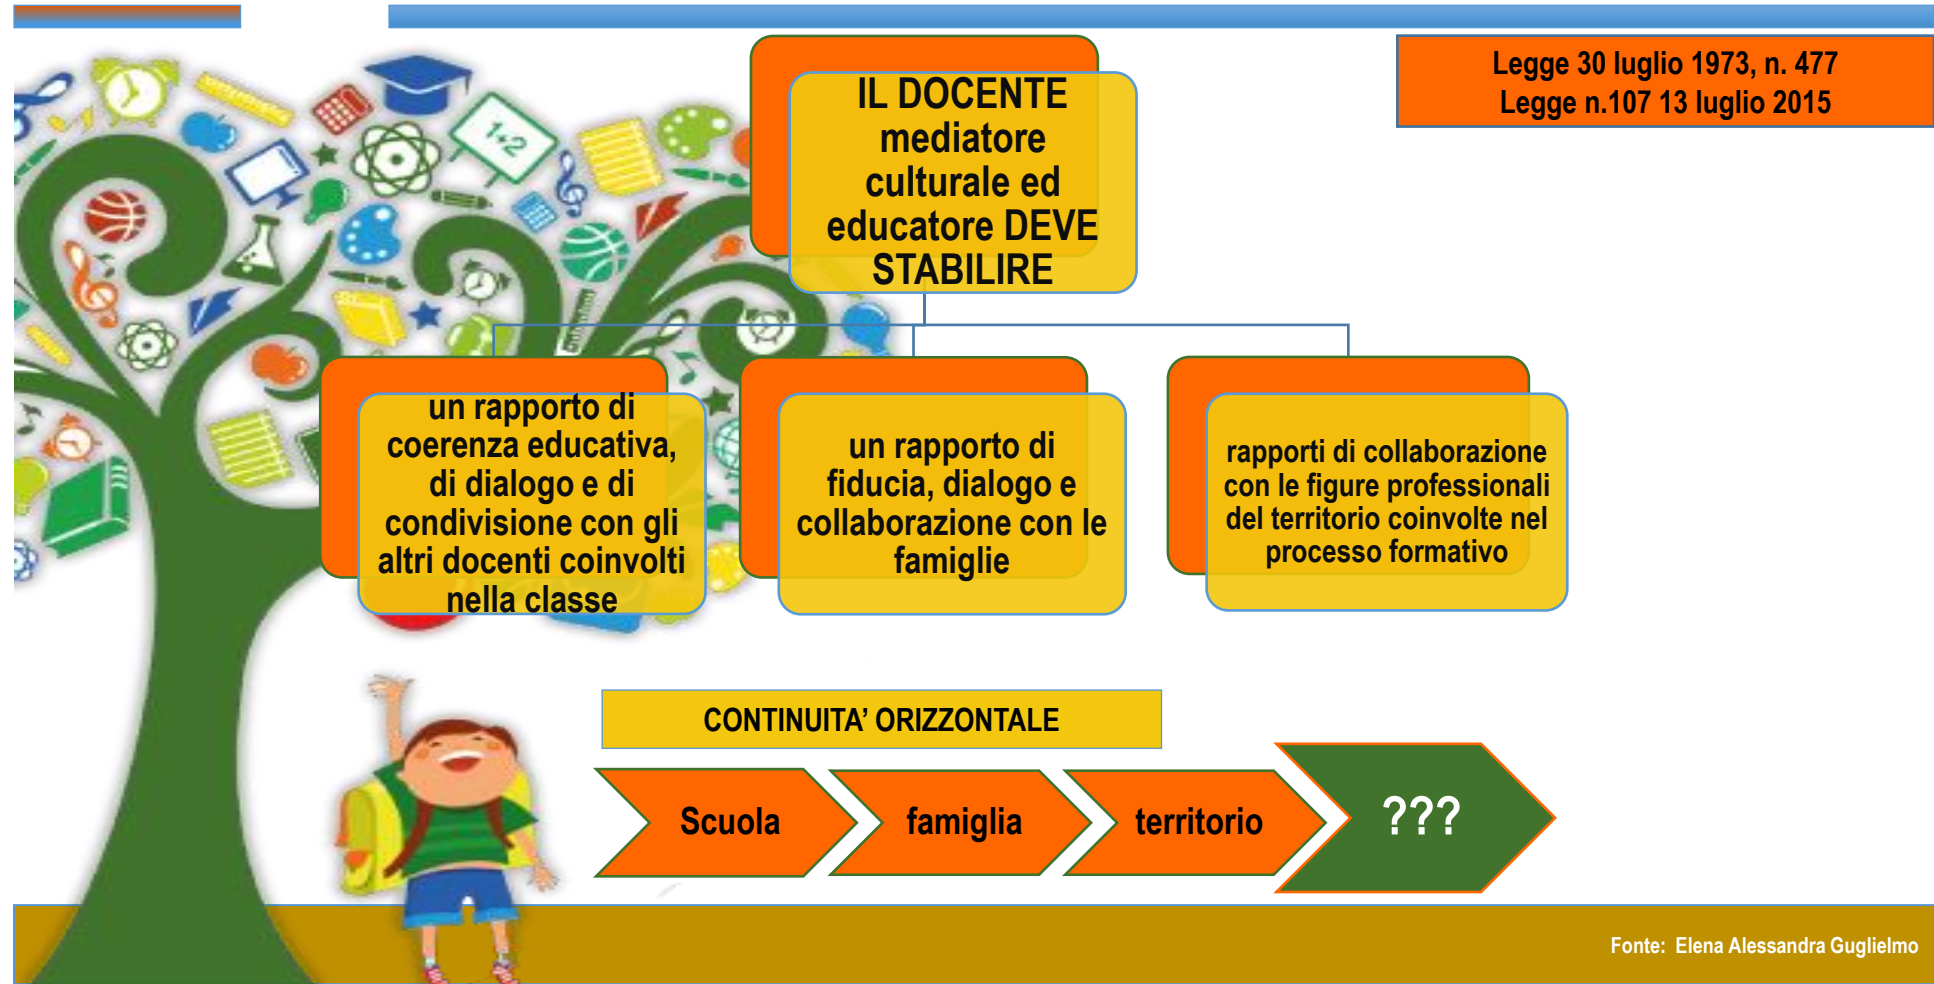 Legge 30 luglio 1973, n. 477
Legge n.107 13 luglio 2015
IL DOCENTE
mediatore
culturale ed
educatore DEVE
STABILIRE
1+2
un rapporto di
coerenza educativa,
di dialogo e di
condivisione con gli
altri docenti coinvolti
nella classe
un rapporto di
fiducia, dialogo e
collaborazione con le
famiglie
rapporti di collaborazione
con le figure professionali
del territorio coinvolte nel
processo formativo
CONTINUITA’ ORIZZONTALE
Scuola
famiglia
territorio
???
Fonte: Elena Alessandra Guglielmo